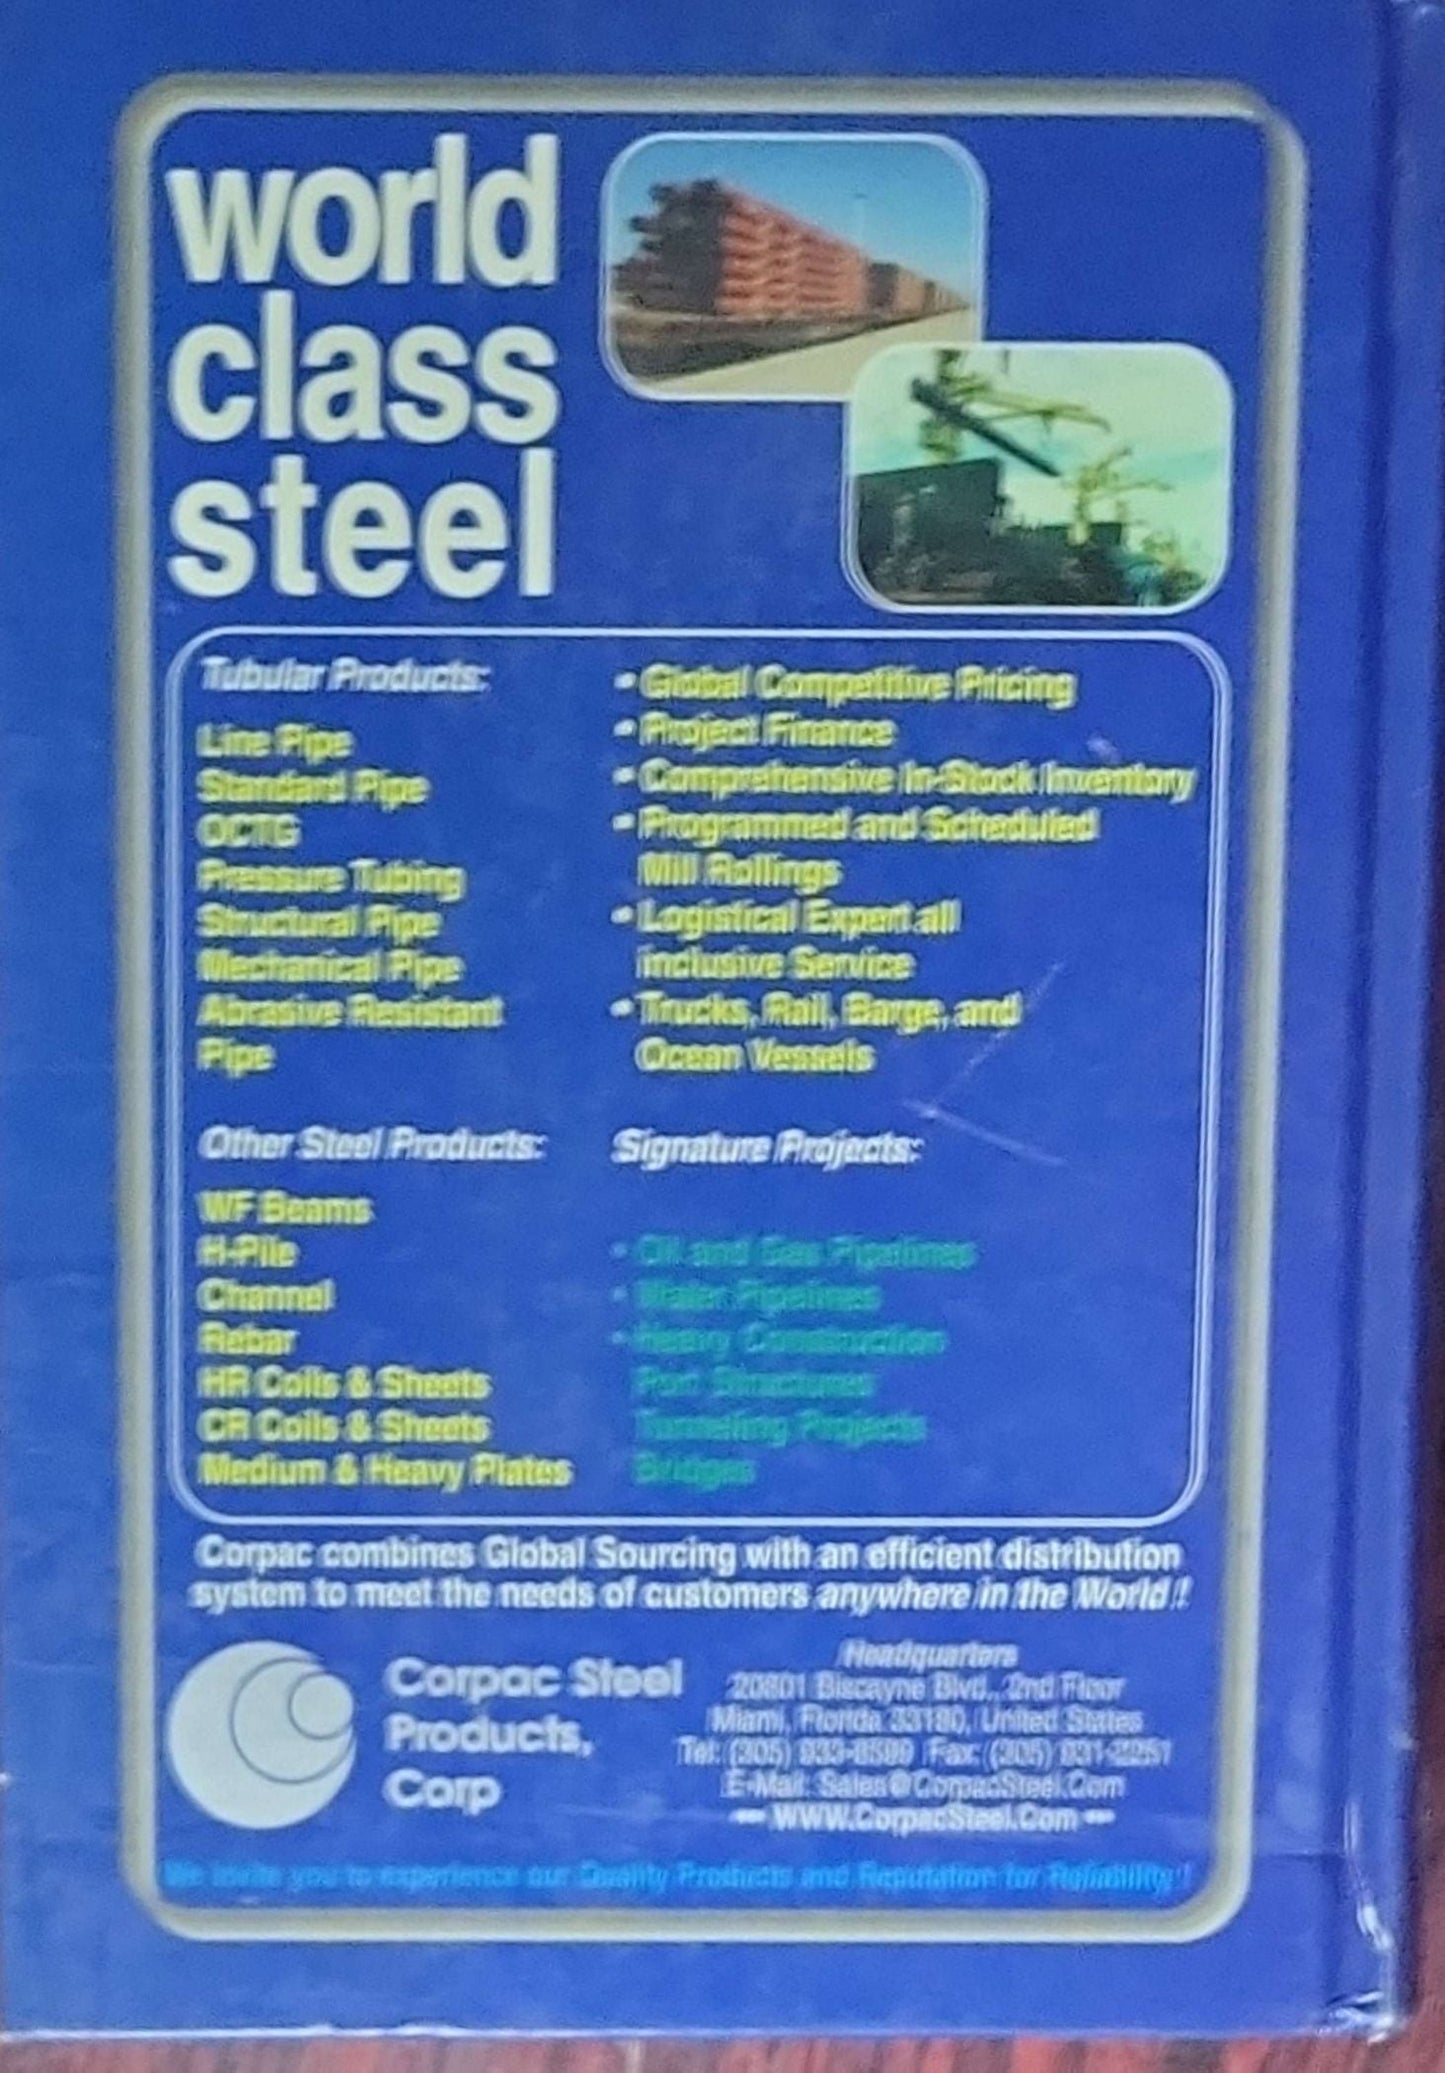 world
class
steel
Tubular Products:
Line Pipe
Standard Pipe
OCTG
Pressure Tubing
Structural Pipe
Mechanical Pipe
Abrasive Resistant
Pipe
• Global Competitive Pricing
• Project Finance
• Comprehensive In-Stock Inventory
• Programmed and Scheduled
Mill Rollings
• Logistical Expert all
inclusive Service
• Trucks, Rail, Barge, and
Ocean Vessels
Other Steel Products:
WF Beams
H-Pile
Channel
Rebar
HR Coils & Sheets
CR Coils & Sheets
Medium & Heavy Plates
Signature Projects:
• Oil and Gas Pipelines
• Water Pipelines
• Heavy Construction
Port Structures
Tunneling Projects
Bridges
Corpac combines Global Sourcing with an efficient distribution
system to meet the needs of customers anywhere in the World !!
Corpac Steel
Products,
Corp
Headquarters
20801 Biscayne Blvd., 2nd Floor
Miami, Florida 33180, United States
Tel: (305) Fax: (305)
E-Mail: Sales@CorpacSteel.Com
— WWW.CorpacSteel.Com —
We invite you to experience our Quality Products and Reputation for Reliability!!